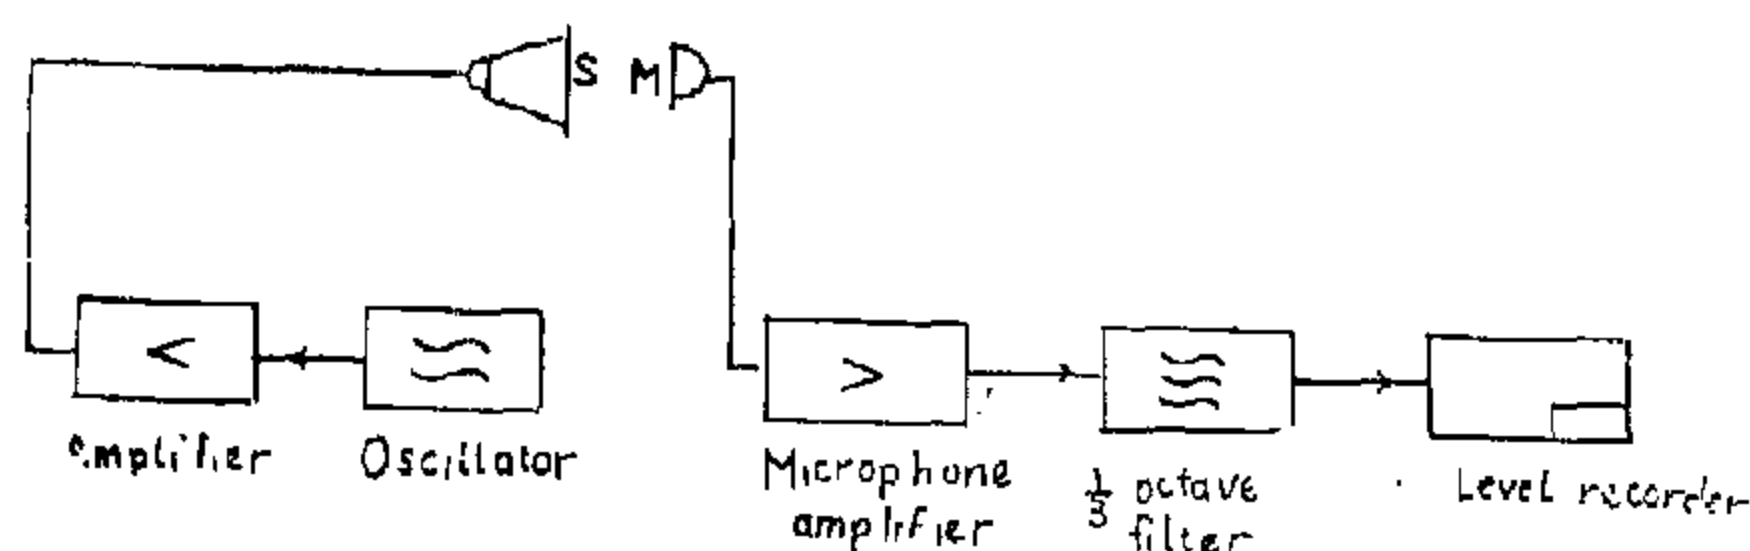 S M
< >
amplifier
Oscillator
Microphone
amplifier
1/3 octave
filter
Level recorder